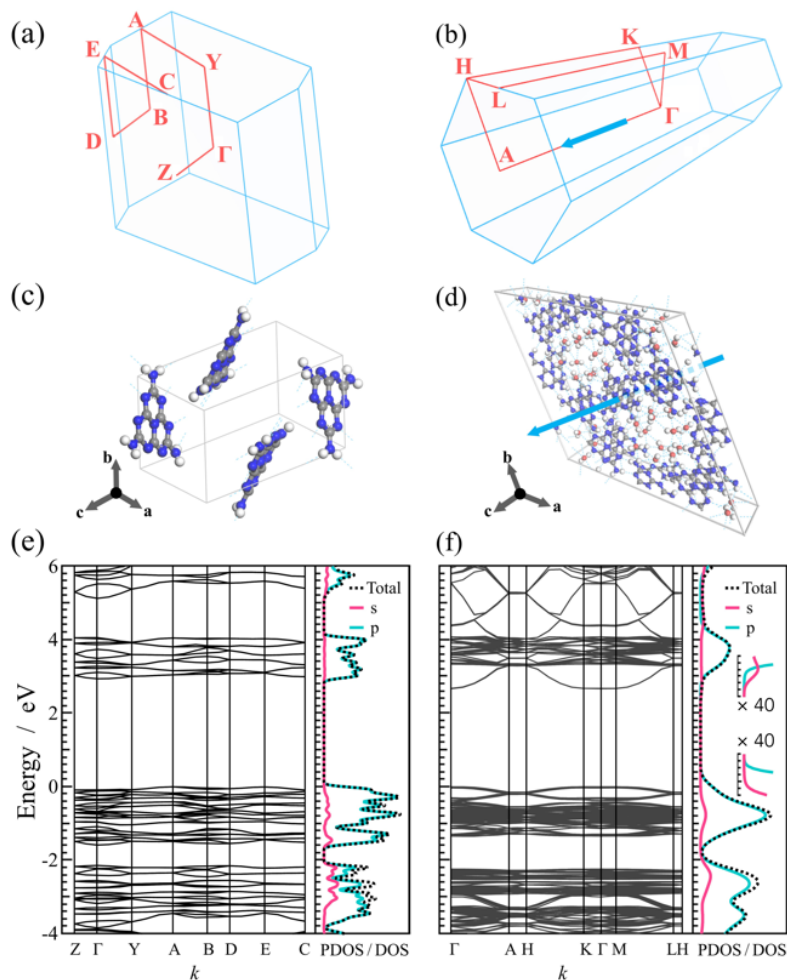 (a)
A
E
Y
C
B
D
Γ
Z
(b)
K
H
M
L
Γ
A
(c)
b
c
a
(d)
b
c
a
(e)
6
4
2
0
-2
-4
Energy / eV
Total
s
p
Z Γ Y A B D E C PDOS/DOS
k
(f)
Total
s
p
× 40
× 40
Γ A H K Γ M L H PDOS/DOS
k